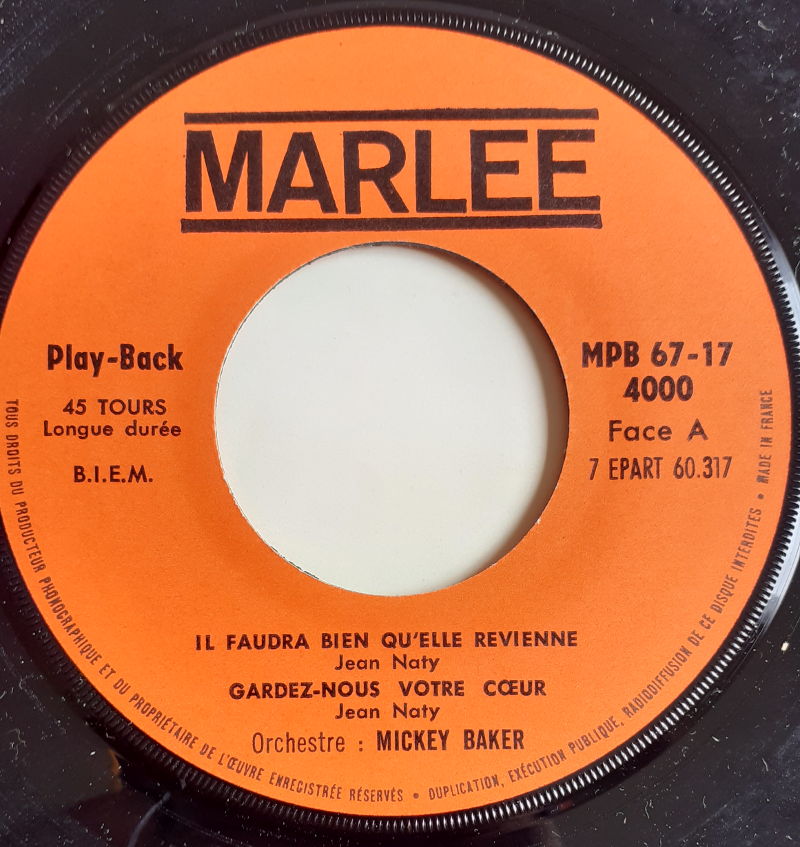 MARLEE
Play-Back
45 TOURS
Longue durée
B.I.E.M.
MPB 67-17
4000
Face A
7 EPART 60.317
IL FAUDRA BIEN QU'ELLE REVIENNE
Jean Naty
GARDEZ-NOUS VOTRE CŒUR
Jean Naty
Orchestre : MICKEY BAKER
TOUS DROITS DU PRODUCTEUR PHONOGRAPHIQUE ET DU PROPRIÉTAIRE DE L'ŒUVRE ENREGISTRÉE RÉSERVÉS • DUPLICATION, EXÉCUTION PUBLIQUE, RADIODIFFUSION DE CE DISQUE INTERDITES • MADE IN FRANCE